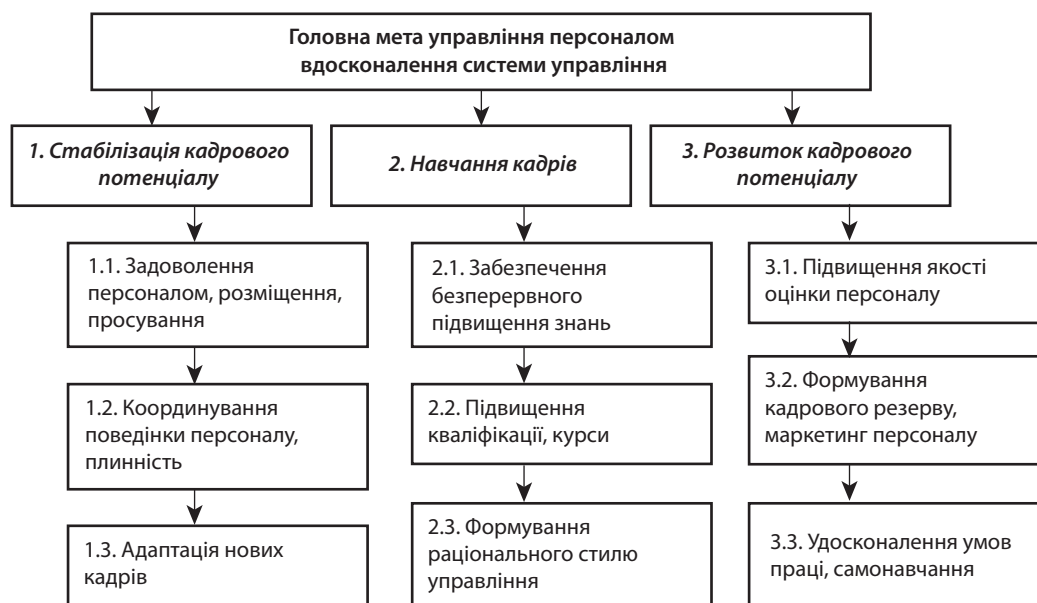 Головна мета управління персоналом
вдосконалення системи управління
1. Стабілізація кадрового
потенціалу
2. Навчання кадрів
3. Розвиток кадрового
потенціалу
1.1. Задоволення
персоналом, розміщення,
просування
1.2. Координування
поведінки персоналу,
плинність
1.3. Адаптація нових
кадрів
2.1. Забезпечення
безперервного
підвищення знань
2.2. Підвищення
кваліфікації, курси
2.3. Формування
раціонального стилю
управління
3.1. Підвищення якості
оцінки персоналу
3.2. Формування
кадрового резерву,
маркетинг персоналу
3.3. Удосконалення умов
праці, самонавчання